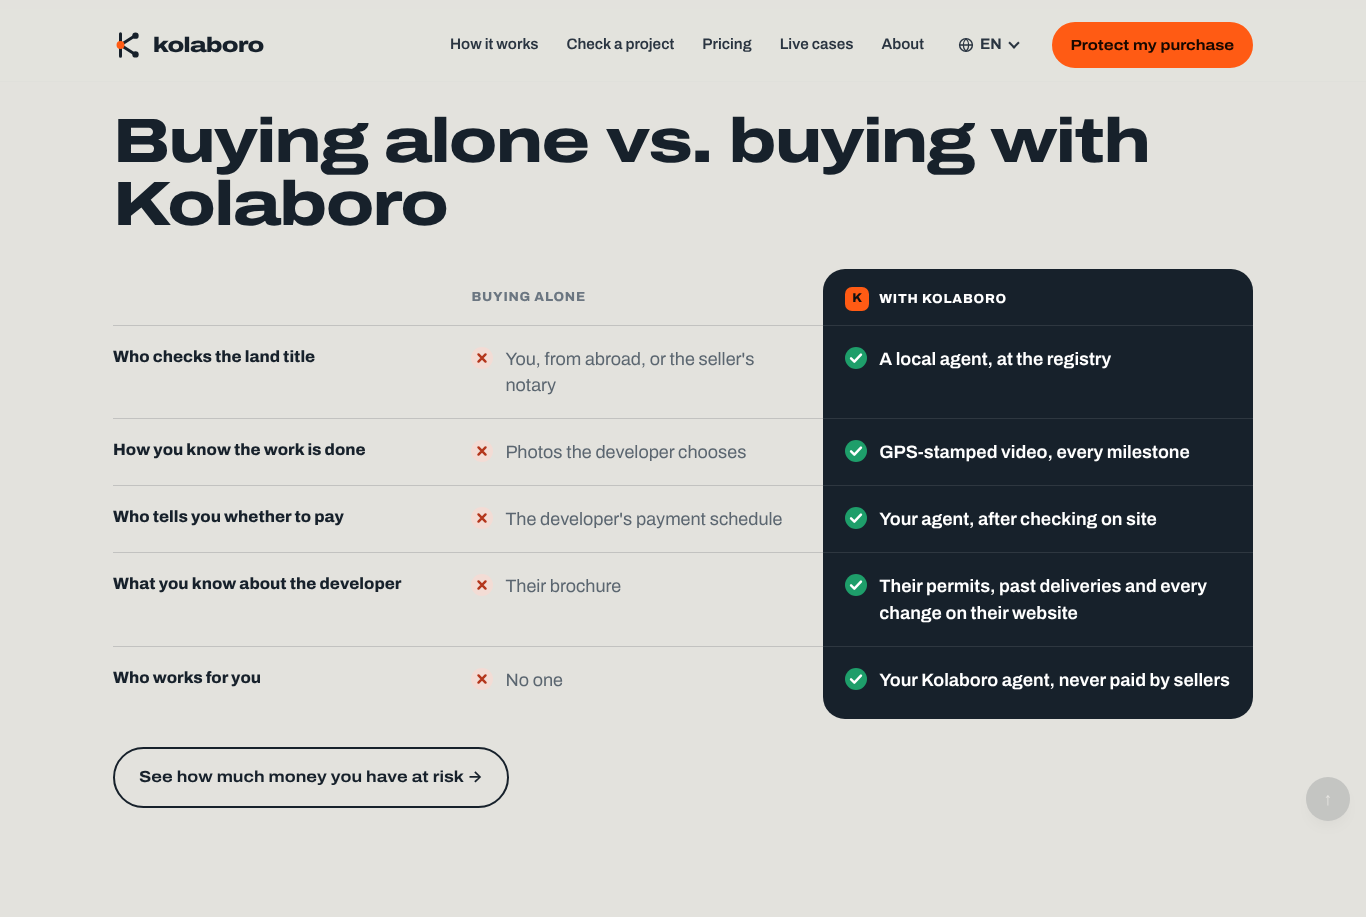 kolaboro
How it works
Check a project
Pricing
Live cases
About
EN
Protect my purchase
Buying alone vs. buying with
Kolaboro
BUYING ALONE
K WITH KOLABORO
Who checks the land title
You, from abroad, or the seller's
notary
A local agent, at the registry
How you know the work is done
Photos the developer chooses
GPS-stamped video, every milestone
Who tells you whether to pay
The developer's payment schedule
Your agent, after checking on site
What you know about the developer
Their brochure
Their permits, past deliveries and every
change on their website
Who works for you
No one
Your Kolaboro agent, never paid by sellers
See how much money you have at risk →
↑